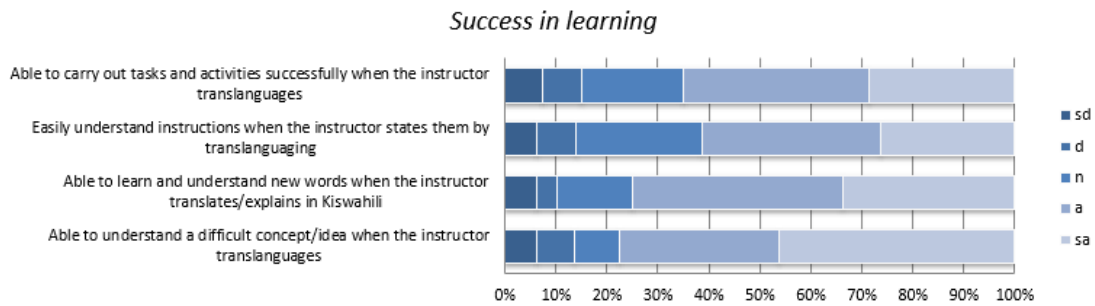 Success in learning
Able to carry out tasks and activities successfully when the instructor
translanguages
Easily understand instructions when the instructor states them by
translanguaging
Able to learn and understand new words when the instructor
translates/explains in Kiswahili
Able to understand a difficult concept/idea when the instructor
translanguages
0% 10% 20% 30% 40% 50% 60% 70% 80% 90% 100%
sd
d
n
a
sa